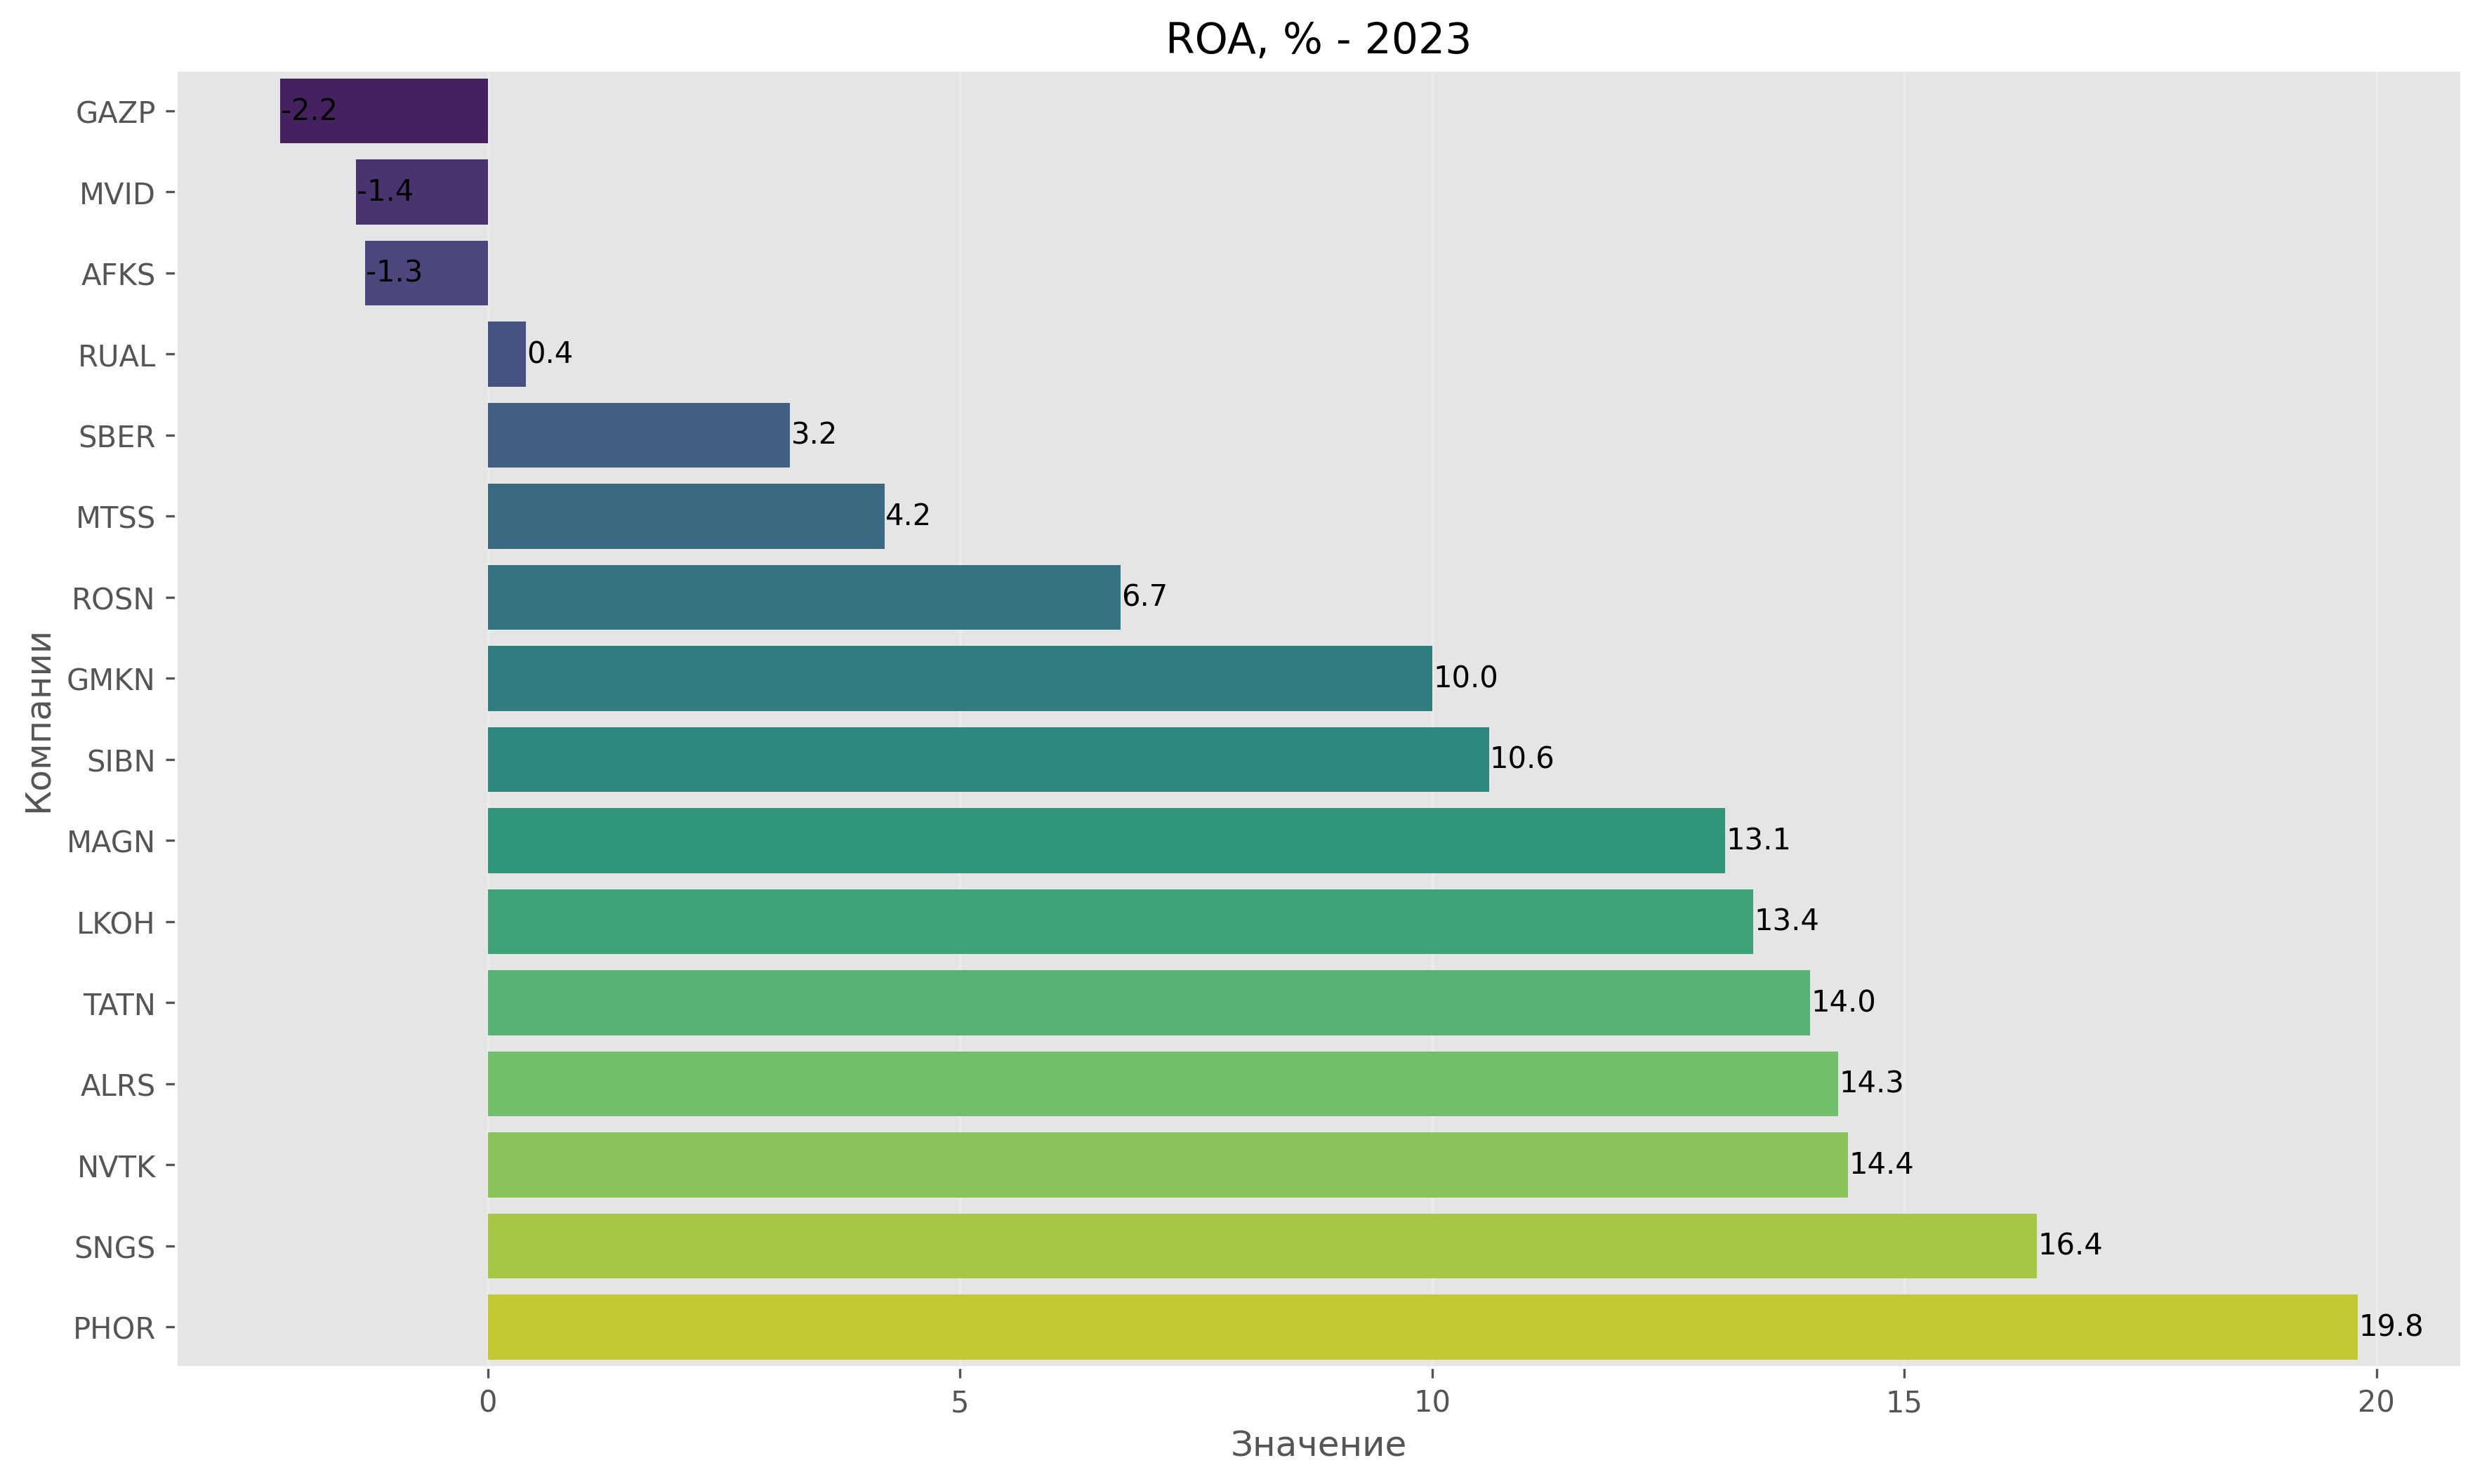 ROA, % - 2023
GAZP -2.2
MVID -1.4
AFKS -1.3
RUAL 0.4
SBER 3.2
MTSS 4.2
ROSN 6.7
GMKN 10.0
SIBN 10.6
MAGN 13.1
LKOH 13.4
TATN 14.0
ALRS 14.3
NVTK 14.4
SNGS 16.4
PHOR 19.8
Компании
0 5 10 15 20
Значение